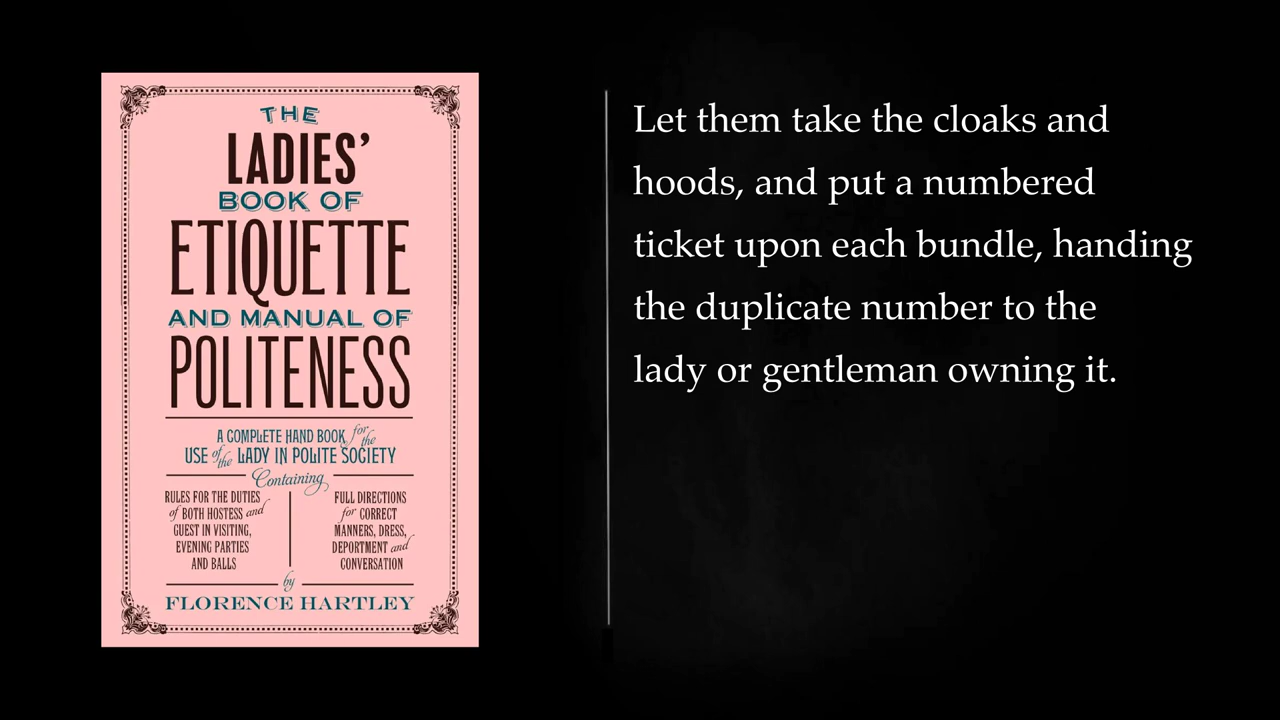 THE
LADIES'
BOOK OF
ETIQUETTE
AND MANUAL OF
POLITENESS
A COMPLETE HAND BOOK for the
USE of the LADY IN POLITE SOCIETY
Containing
RULES FOR THE DUTIES
of BOTH HOSTESS and
GUEST IN VISITING,
EVENING PARTIES
AND BALLS
FULL DIRECTIONS
for CORRECT
MANNERS, DRESS,
DEPORTMENT and
CONVERSATION
by
FLORENCE HARTLEY
Let them take the cloaks and
hoods, and put a numbered
ticket upon each bundle, handing
the duplicate number to the
lady or gentleman owning it.